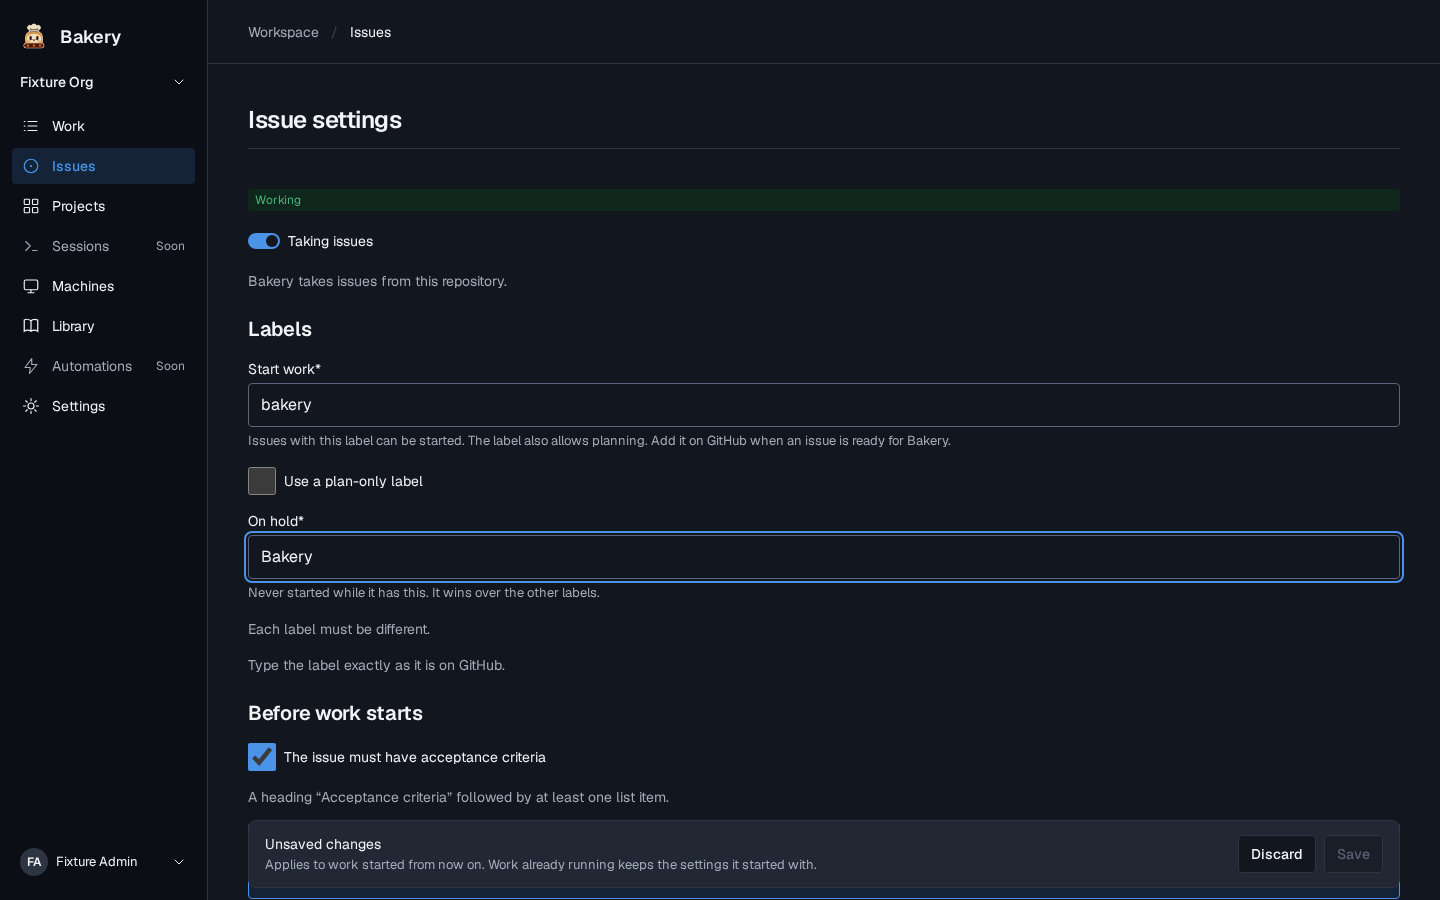 Bakery
Workspace / Issues
Fixture Org
Work
Issues
Projects
Sessions Soon
Machines
Library
Automations Soon
Settings
Issue settings
Working
Taking issues
Bakery takes issues from this repository.
Labels
Start work*
bakery
Issues with this label can be started. The label also allows planning. Add it on GitHub when an issue is ready for Bakery.
Use a plan-only label
On hold*
Bakery
Never started while it has this. It wins over the other labels.
Each label must be different.
Type the label exactly as it is on GitHub.
Before work starts
The issue must have acceptance criteria
A heading “Acceptance criteria” followed by at least one list item.
Unsaved changes
Applies to work started from now on. Work already running keeps the settings it started with.
Discard Save
FA Fixture Admin